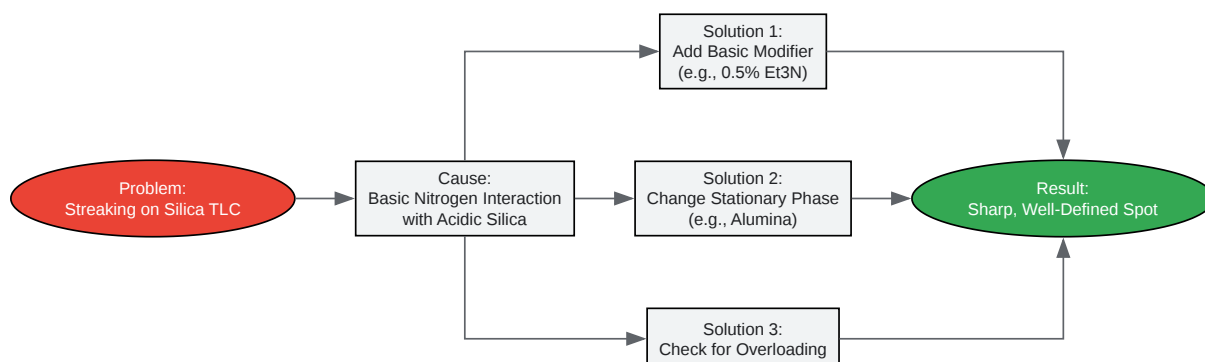 Problem:
Streaking on Silica TLC
Cause:
Basic Nitrogen Interaction
with Acidic Silica
Solution 1:
Add Basic Modifier
(e.g., 0.5% Et3N)
Solution 2:
Change Stationary Phase
(e.g., Alumina)
Solution 3:
Check for Overloading
Result:
Sharp, Well-Defined Spot